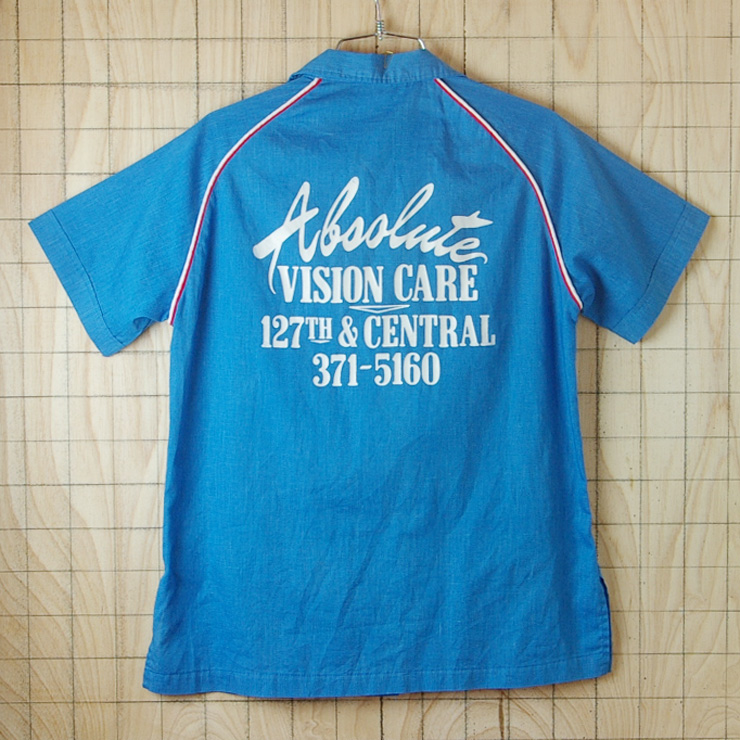 Absolute
VISION CARE
127TH & CENTRAL
371-5160